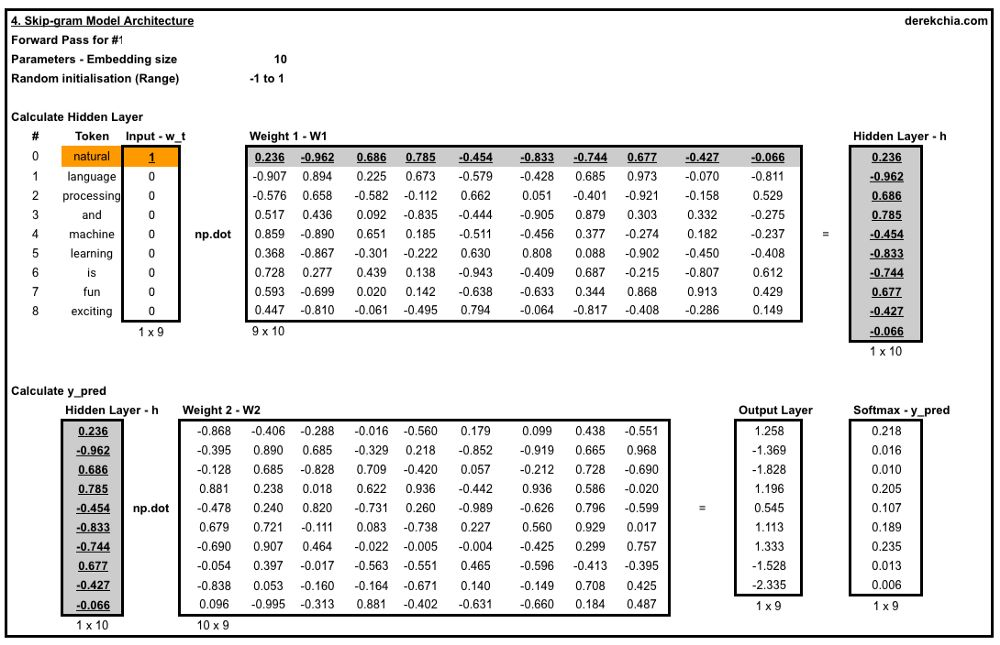 4. Skip-gram Model Architecture derekchia.com
Forward Pass for #1
Parameters - Embedding size 10
Random initialisation (Range) -1 to 1
Calculate Hidden Layer
# Token Input - w_t Weight 1 - W1 Hidden Layer - h
0 natural 1 0.236 -0.962 0.686 0.785 -0.454 -0.833 -0.744 0.677 -0.427 -0.066 0.236
1 language 0 -0.907 0.894 0.225 0.673 -0.579 -0.428 0.685 0.973 -0.070 -0.811 -0.962
2 processing 0 -0.576 0.658 -0.582 -0.112 0.662 0.051 -0.401 -0.921 -0.158 0.529 0.686
3 and 0 0.517 0.436 0.092 -0.835 -0.444 -0.905 0.879 0.303 0.332 -0.275 0.785
4 machine 0 np.dot 0.859 -0.890 0.651 0.185 -0.511 -0.456 0.377 -0.274 0.182 -0.237 = -0.454
5 learning 0 0.368 -0.867 -0.301 -0.222 0.630 0.808 0.088 -0.902 -0.450 -0.408 -0.833
6 is 0 0.728 0.277 0.439 0.138 -0.943 -0.409 0.687 -0.215 -0.807 0.612 -0.744
7 fun 0 0.593 -0.699 0.020 0.142 -0.638 -0.633 0.344 0.868 0.913 0.429 0.677
8 exciting 0 0.447 -0.810 -0.061 -0.495 0.794 -0.064 -0.817 -0.408 -0.286 0.149 -0.427
1 x 9 9 x 10 -0.066
1 x 10
Calculate y_pred
Hidden Layer - h Weight 2 - W2 Output Layer Softmax - y_pred
0.236 -0.868 -0.406 -0.288 -0.016 -0.560 0.179 0.099 0.438 -0.551 1.258 0.218
-0.962 -0.395 0.890 0.685 -0.329 0.218 -0.852 -0.919 0.665 0.968 -1.369 0.016
0.686 -0.128 0.685 -0.828 0.709 -0.420 0.057 -0.212 0.728 -0.690 -1.828 0.010
0.785 0.881 0.238 0.018 0.622 0.936 -0.442 0.936 0.586 -0.020 1.196 0.205
-0.454 np.dot -0.478 0.240 0.820 -0.731 0.260 -0.989 -0.626 0.796 -0.599 = 0.545 0.107
-0.833 0.679 0.721 -0.111 0.083 -0.738 0.227 0.560 0.929 0.017 1.113 0.189
-0.744 -0.690 0.907 0.464 -0.022 -0.005 -0.004 -0.425 0.299 0.757 1.333 0.235
0.677 -0.054 0.397 -0.017 -0.563 -0.551 0.465 -0.596 -0.413 -0.395 -1.528 0.013
-0.427 -0.838 0.053 -0.160 -0.164 -0.671 0.140 -0.149 0.708 0.425 -2.335 0.006
-0.066 0.096 -0.995 -0.313 0.881 -0.402 -0.631 -0.660 0.184 0.487 1 x 9 1 x 9
1 x 10 10 x 9